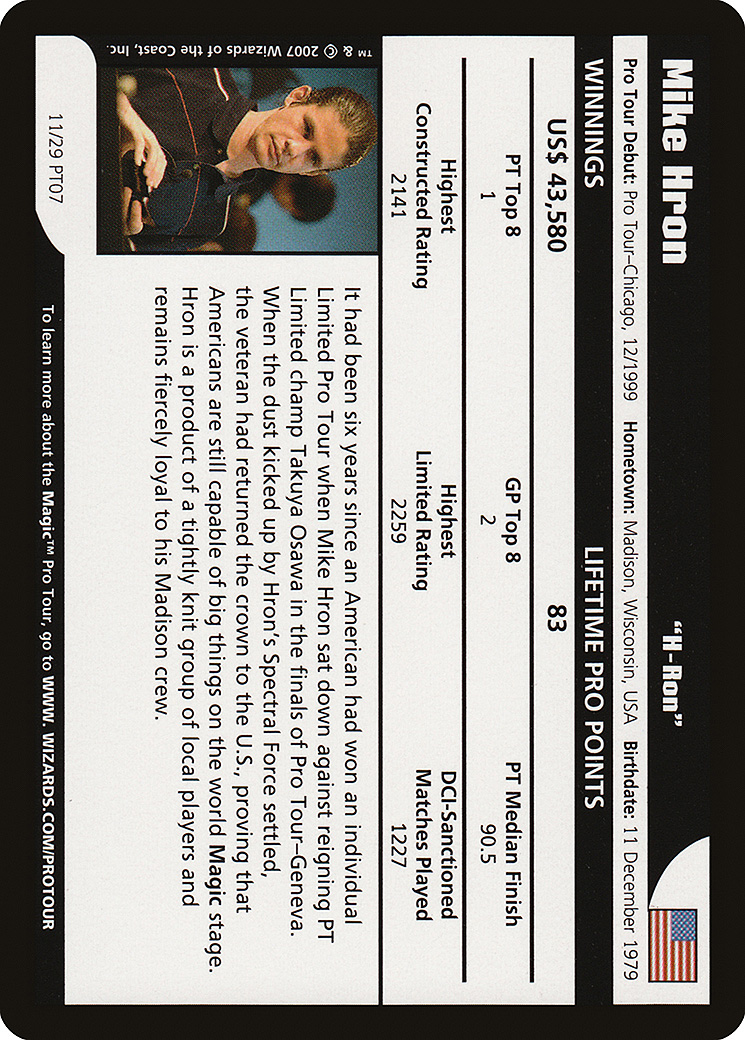 Mike Hron “H-Ron”
Pro Tour Debut: Pro Tour–Chicago, 12/1999 Hometown: Madison, Wisconsin, USA Birthdate: 11 December 1979
WINNINGS LIFETIME PRO POINTS
US$ 43,580 83
PT Top 8 GP Top 8 PT Median Finish
1 2 90.5
Highest Highest DCI-Sanctioned
Constructed Rating Limited Rating Matches Played
2141 2259 1227
It had been six years since an American had won an individual
Limited Pro Tour when Mike Hron sat down against reigning PT
Limited champ Takuya Osawa in the finals of Pro Tour–Geneva.
When the dust kicked up by Hron’s Spectral Force settled,
the veteran had returned the crown to the U.S., proving that
Americans are still capable of big things on the world Magic stage.
Hron is a product of a tightly knit group of local players and
remains fiercely loyal to his Madison crew.
™ & © 2007 Wizards of the Coast, Inc.
11/29 PT07
To learn more about the Magic™ Pro Tour, go to WWW. WIZARDS.COM/PROTOUR